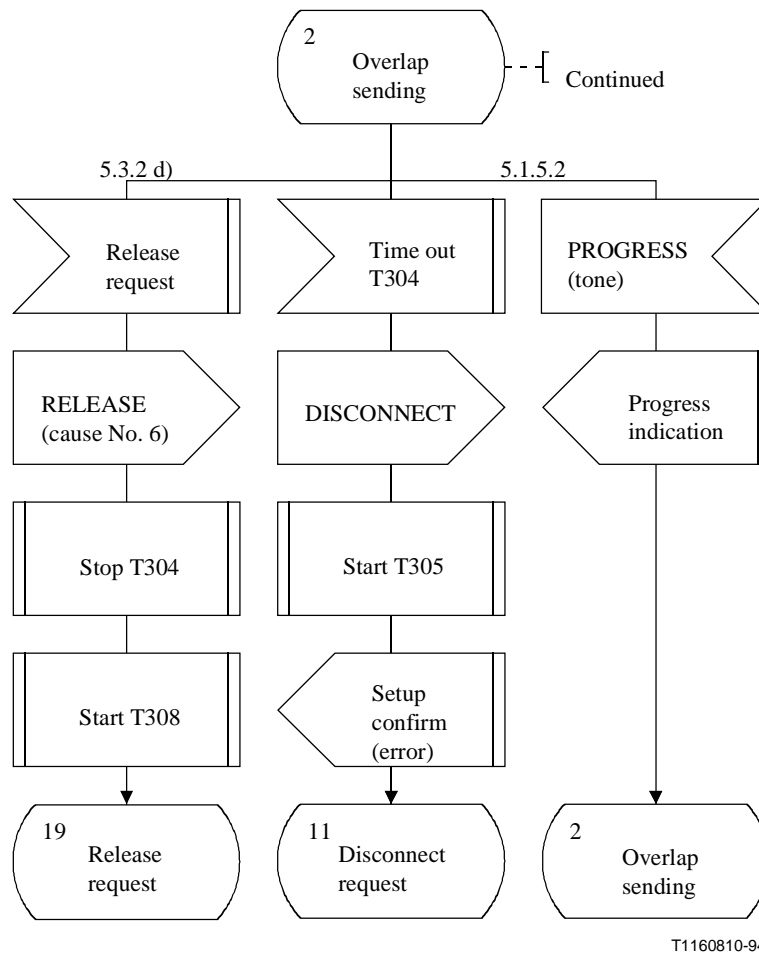 2
Overlap
sending
Continued
5.3.2 d)
5.1.5.2
Release
request
Time out
T304
PROGRESS
(tone)
RELEASE
(cause No. 6)
DISCONNECT
Progress
indication
Stop T304
Start T305
Start T308
Setup
confirm
(error)
19
Release
request
11
Disconnect
request
2
Overlap
sending
T1160810-94